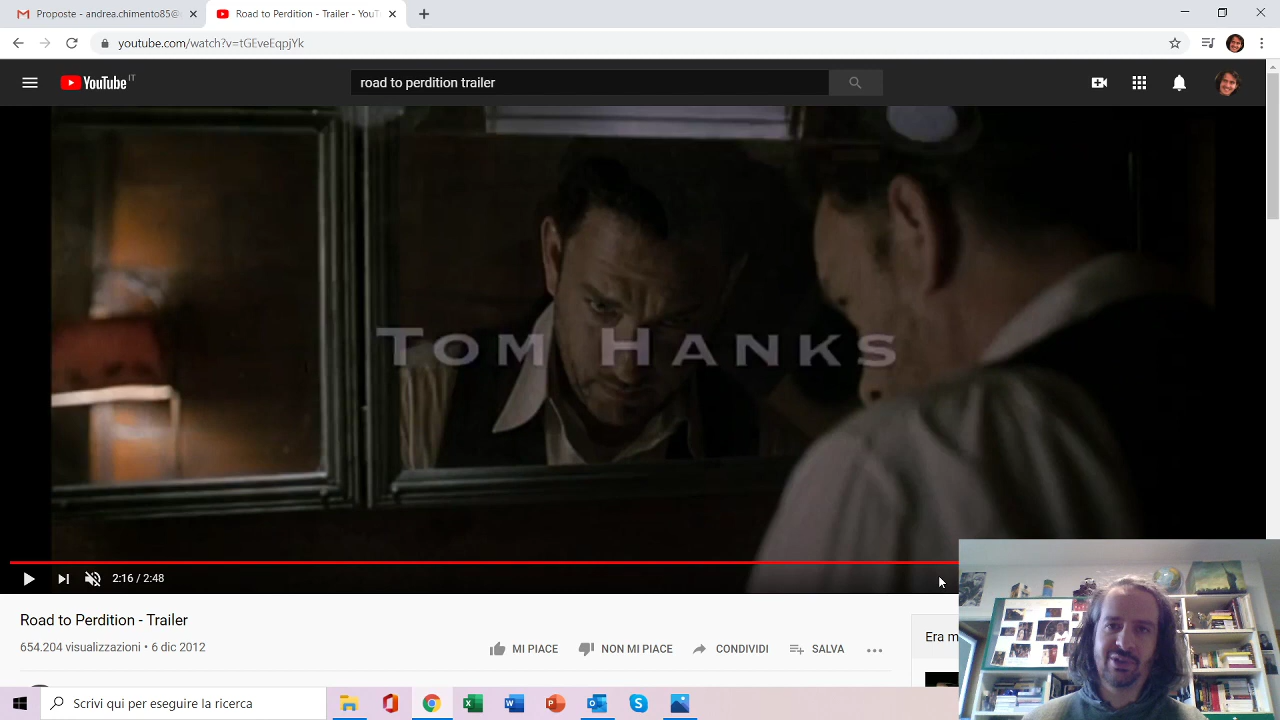 Proposte - andrea.chimento85@
Road to Perdition - Trailer - YouT
youtube.com/watch?v=tGEveEqpjYk
YouTube IT
road to perdition trailer
TOM HANKS
2:16 / 2:48
Road to Perdition - Trailer
654.204 visualizzazioni • 6 dic 2012
MI PIACE
NON MI PIACE
CONDIVIDI
SALVA
Era m
Scrivi qui per eseguire la ricerca